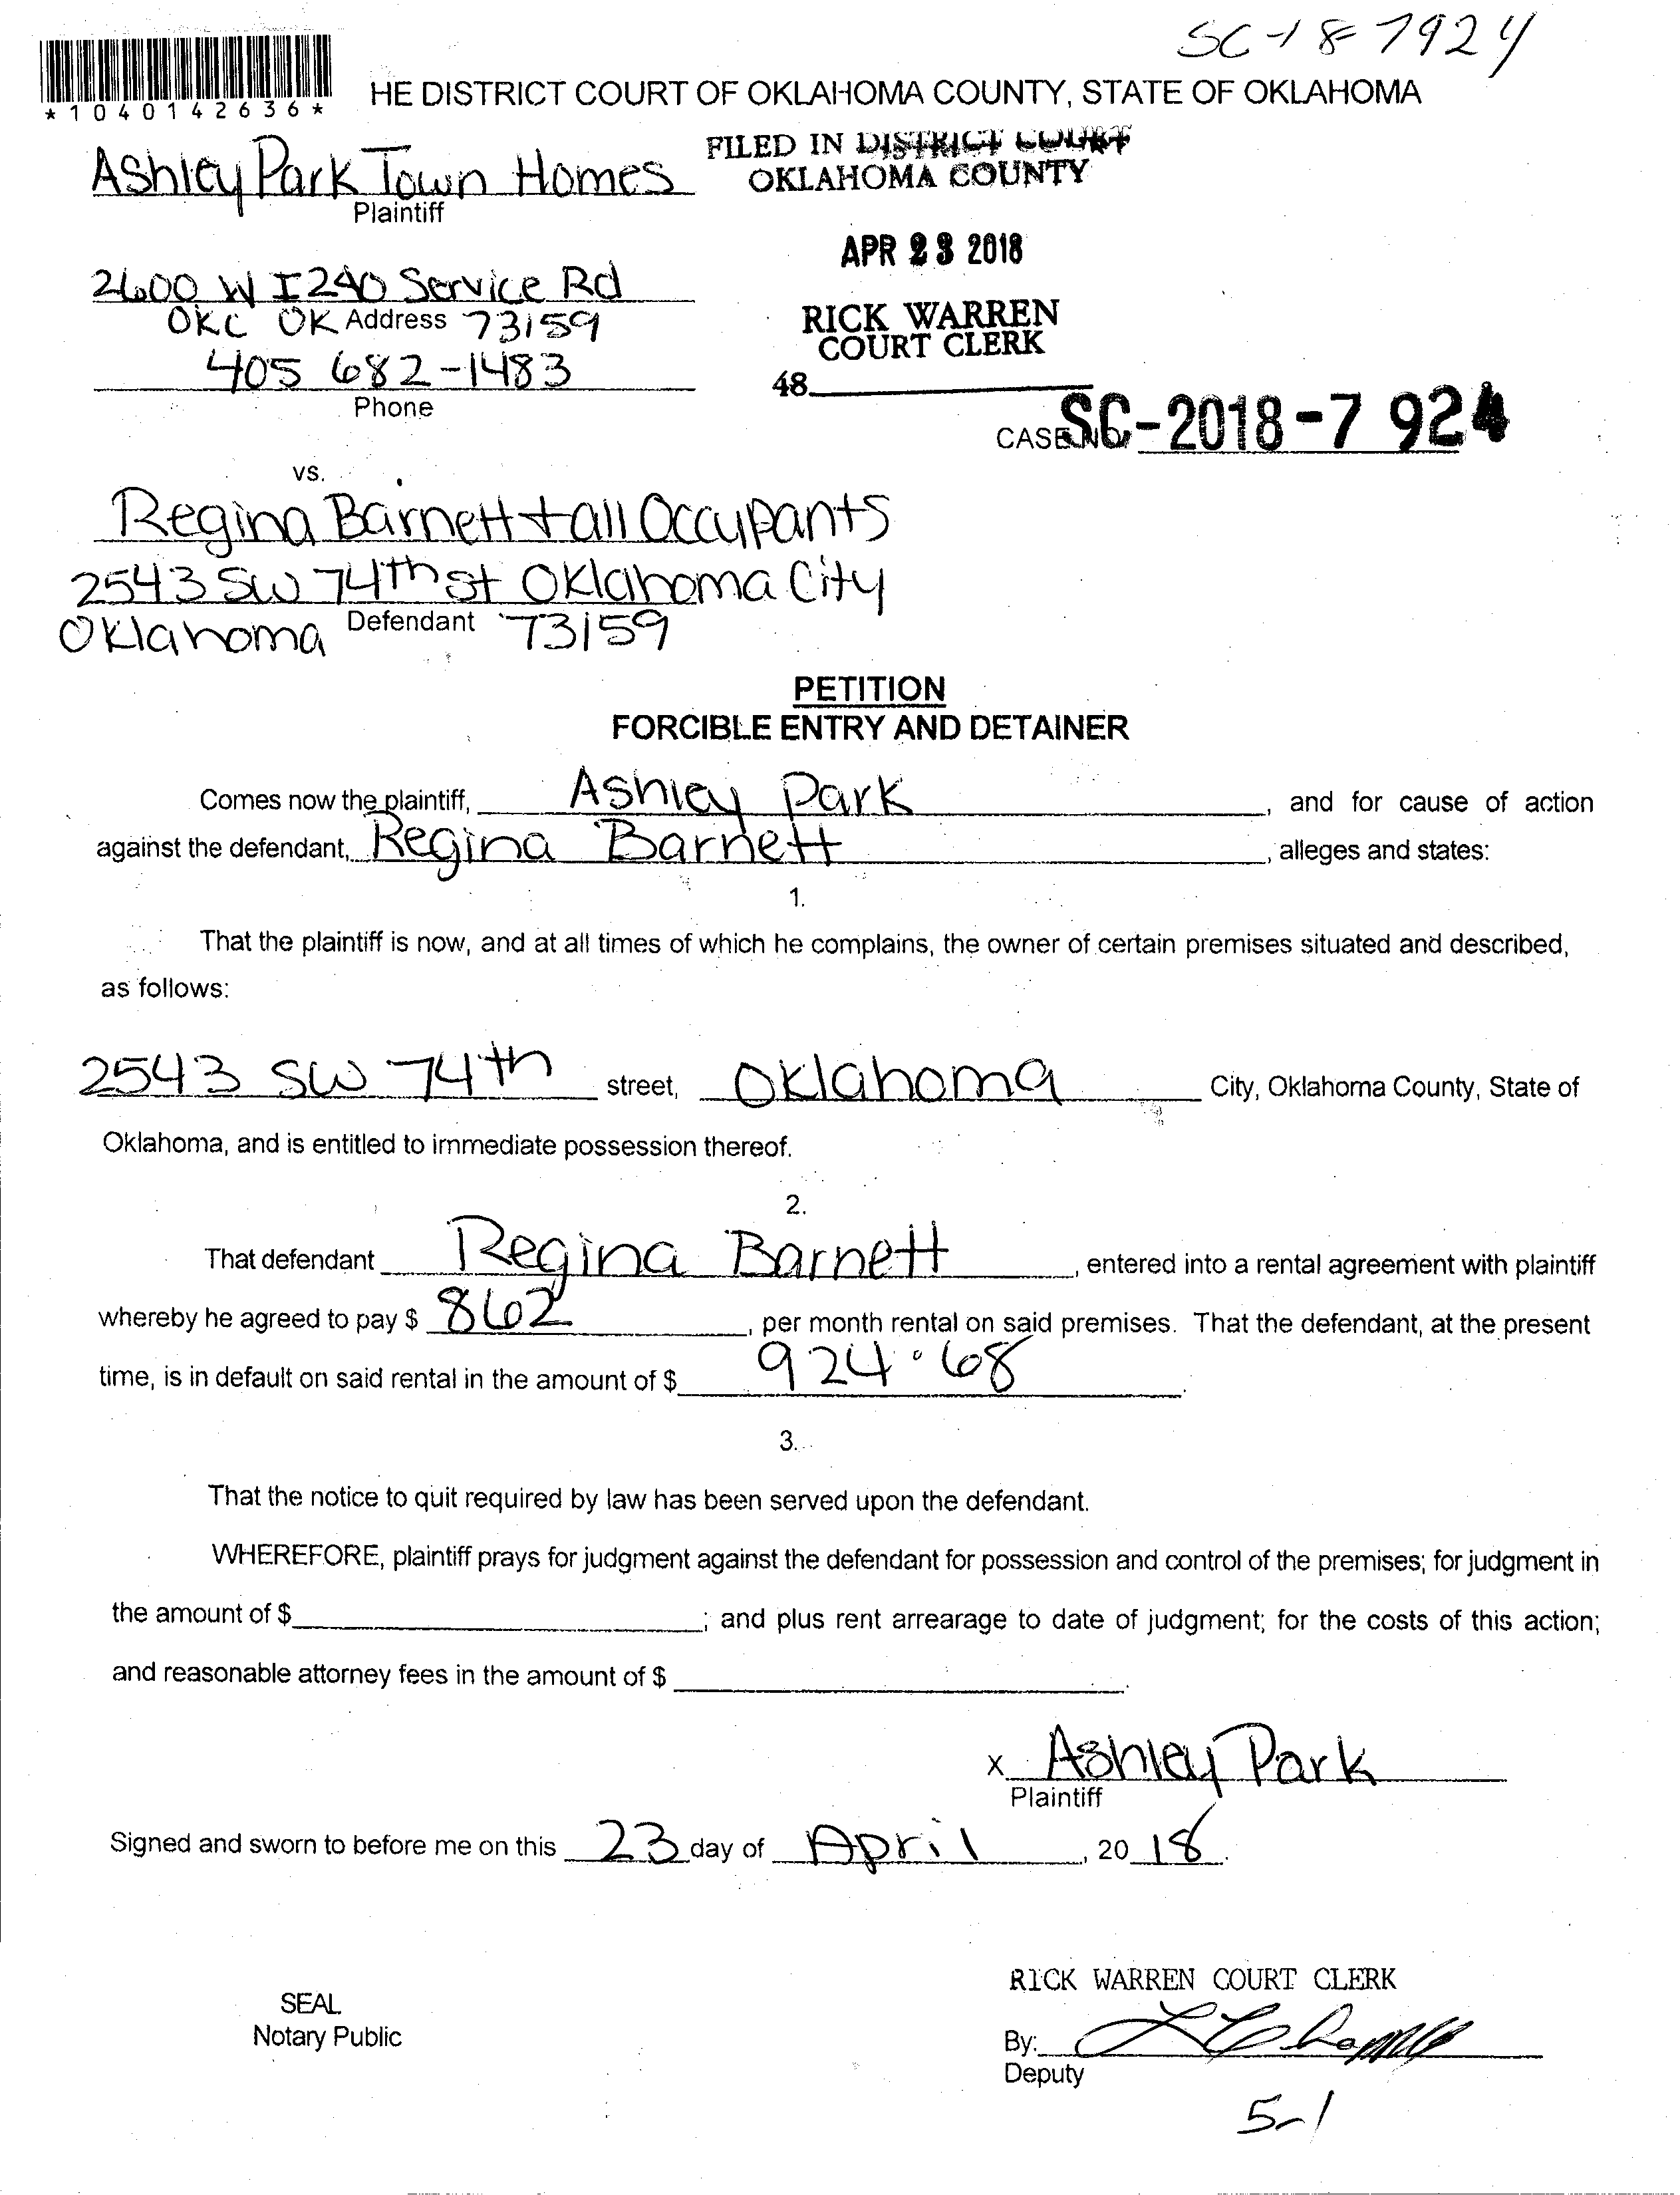 SC-18-7924
*1040142636*
HE DISTRICT COURT OF OKLAHOMA COUNTY, STATE OF OKLAHOMA
Ashley Park Town Homes
Plaintiff
FILED IN DISTRICT COURT
OKLAHOMA COUNTY
APR 23 2018
RICK WARREN
COURT CLERK
48
2600 W I240 Service Rd
OKC OK Address 73159
405 682-1483
Phone
CASE NO. SC-2018-7924
vs.
Regina Barnett + all Occupants
2543 SW 74th st Oklahoma City
Oklahoma Defendant 73159
PETITION
FORCIBLE ENTRY AND DETAINER
Comes now the plaintiff, Ashley Park, and for cause of action
against the defendant, Regina Barnett, alleges and states:
1.
That the plaintiff is now, and at all times of which he complains, the owner of certain premises situated and described,
as follows:
2543 SW 74th street, Oklahoma City, Oklahoma County, State of
Oklahoma, and is entitled to immediate possession thereof.
2.
That defendant Regina Barnett, entered into a rental agreement with plaintiff
whereby he agreed to pay $ 862, per month rental on said premises. That the defendant, at the present
time, is in default on said rental in the amount of $ 924.68.
3.
That the notice to quit required by law has been served upon the defendant.
WHEREFORE, plaintiff prays for judgment against the defendant for possession and control of the premises; for judgment in
the amount of $ ; and plus rent arrearage to date of judgment; for the costs of this action;
and reasonable attorney fees in the amount of $ .
x Ashley Park
Plaintiff
Signed and sworn to before me on this 23 day of April, 20 18.
RICK WARREN COURT CLERK
SEAL
Notary Public
By:
Deputy
5-1